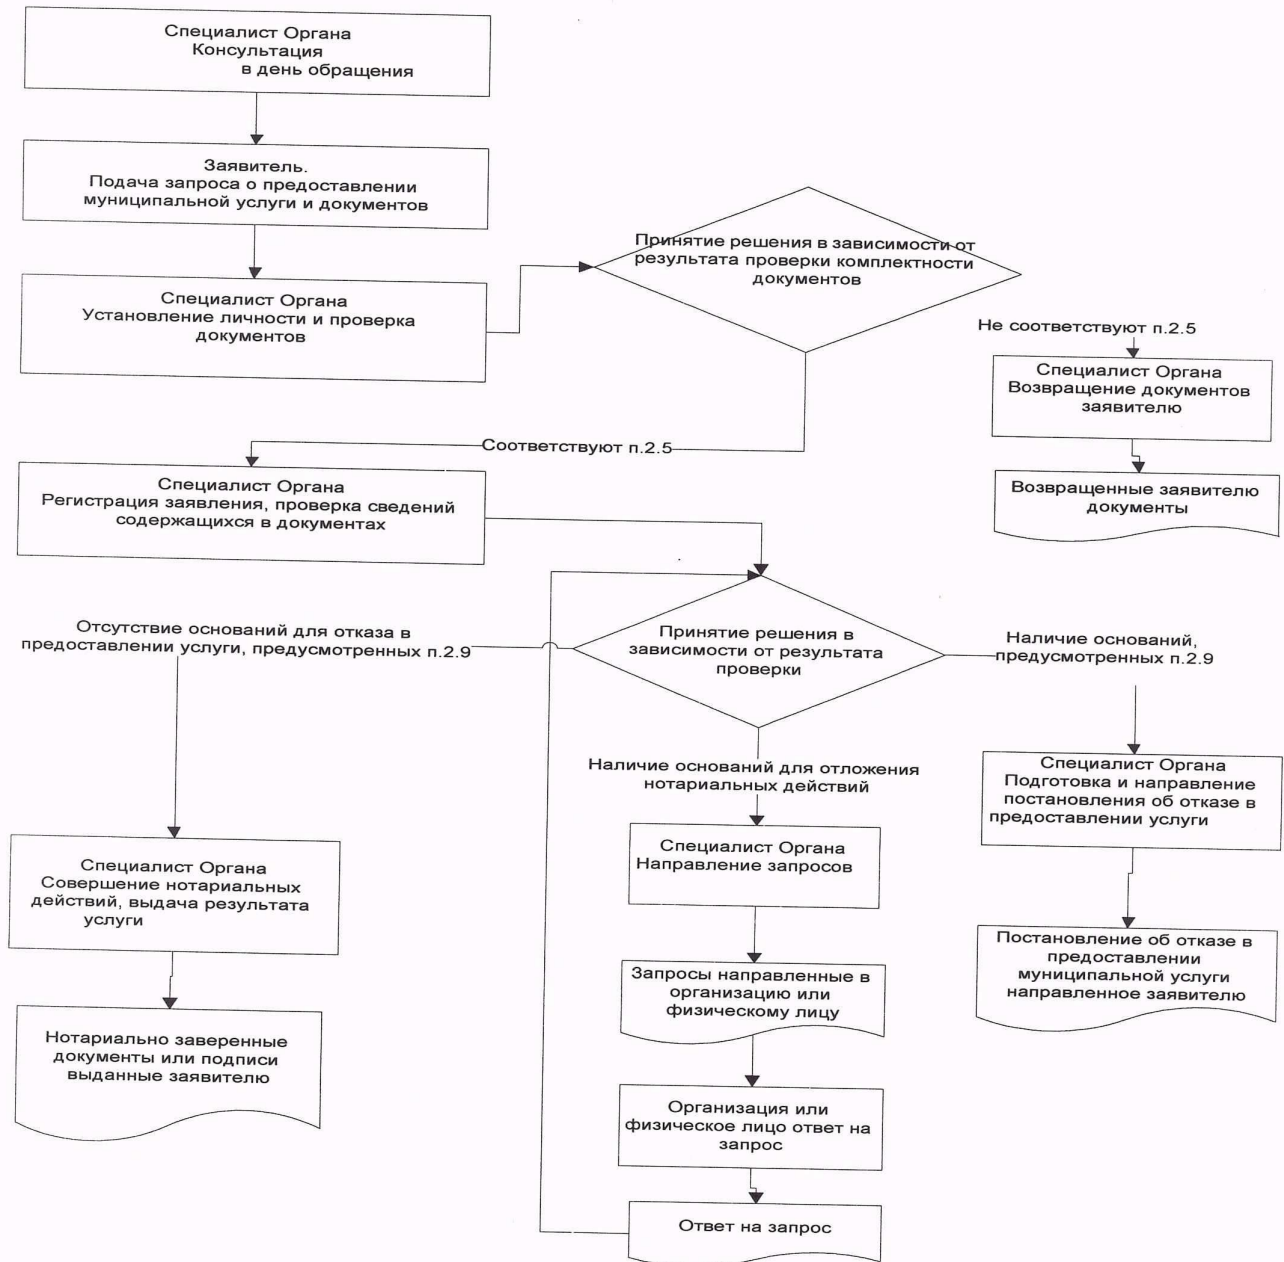 Специалист Органа
Консультация
в день обращения
Заявитель.
Подача запроса о предоставлении
муниципальной услуги и документов
Специалист Органа
Установление личности и проверка
документов
Принятие решения в зависимости от
результата проверки комплектности
документов
Не соответствуют п.2.5
Специалист Органа
Возвращение документов
заявителю
Возвращенные заявителю
документы
Соответствуют п.2.5
Специалист Органа
Регистрация заявления, проверка сведений
содержащихся в документах
Принятие решения в
зависимости от результата
проверки
Отсутствие оснований для отказа в
предоставлении услуги, предусмотренных п.2.9
Наличие оснований,
предусмотренных п.2.9
Наличие оснований для отложения
нотариальных действий
Специалист Органа
Совершение нотариальных
действий, выдача результата
услуги
Нотариально заверенные
документы или подписи
выданные заявителю
Специалист Органа
Направление запросов
Запросы направленные в
организацию или
физическому лицу
Организация или
физическое лицо ответ на
запрос
Ответ на запрос
Специалист Органа
Подготовка и направление
постановления об отказе в
предоставлении услуги
Постановление об отказе в
предоставлении
муниципальной услуги
направленное заявителю